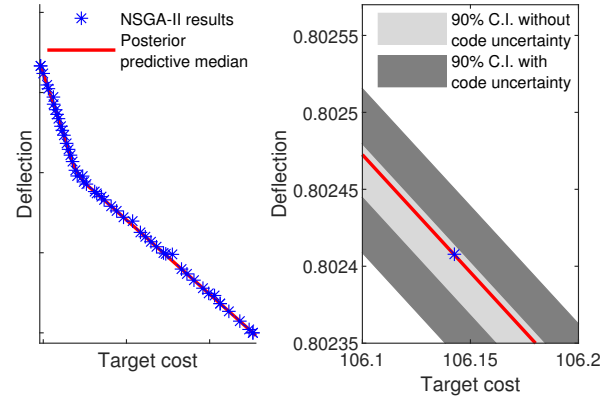 NSGA-II results
Posterior
predictive median
Deflection
Target cost
90% C.I. without
code uncertainty
90% C.I. with
code uncertainty
0.80255
0.8025
0.80245
0.8024
0.80235
Deflection
106.1
106.15
106.2
Target cost